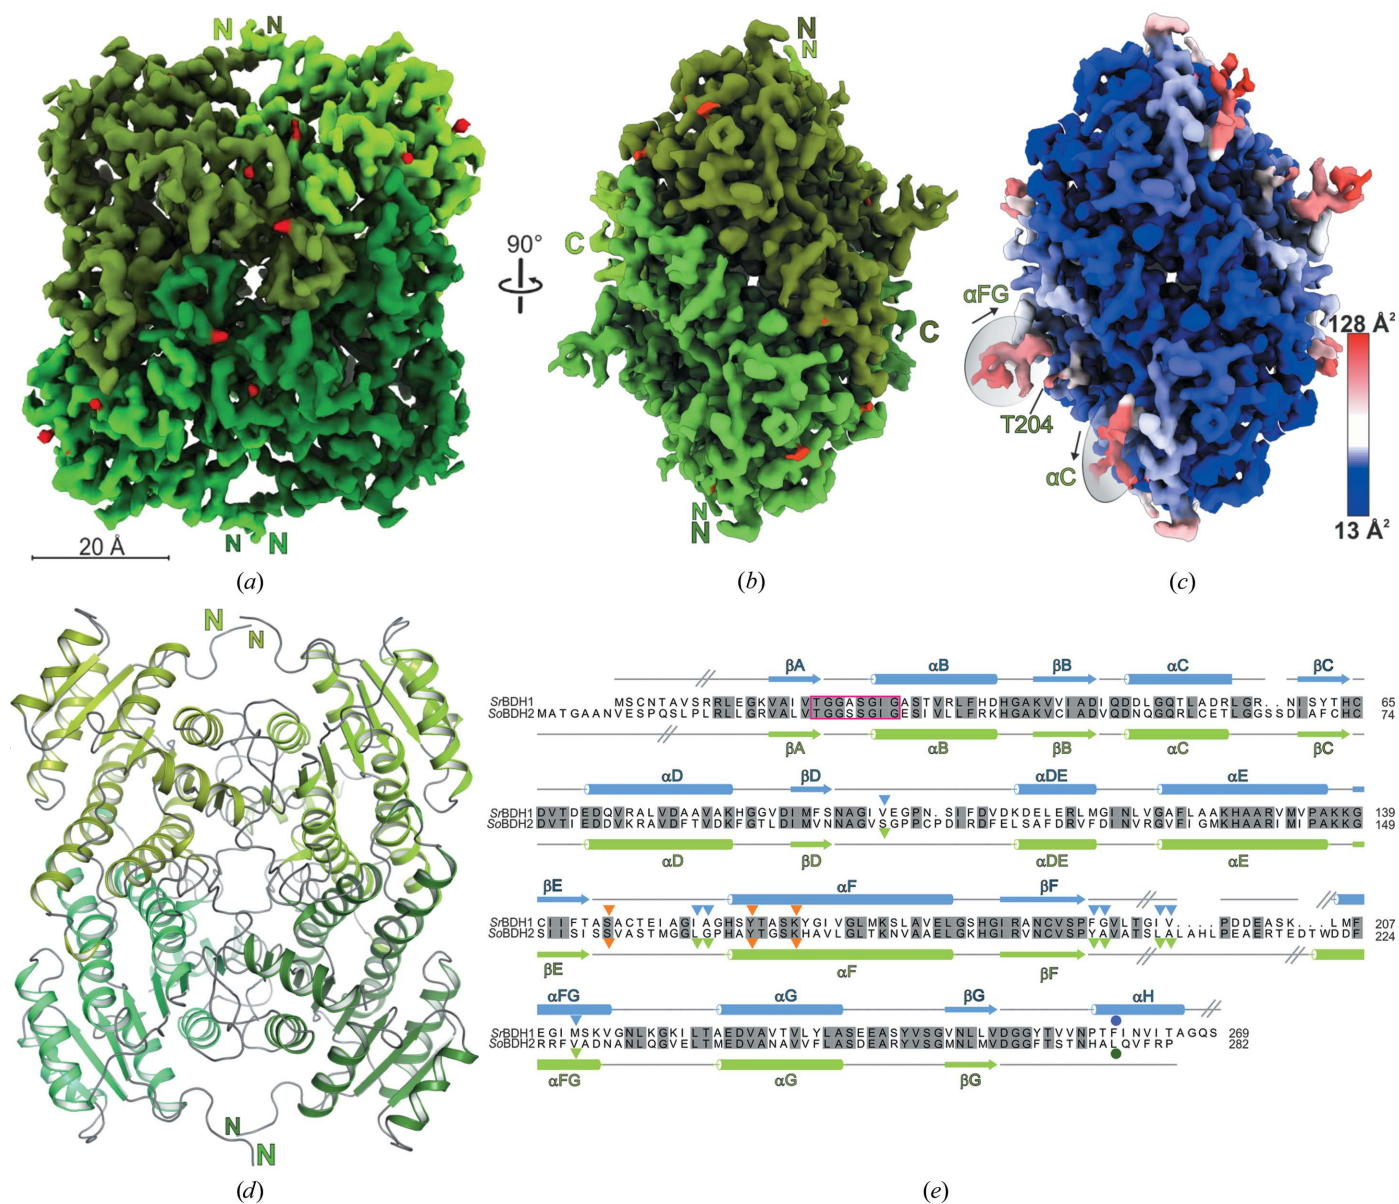 N N
N
N
C
90°
C
αFG
T204
αC
128 Å²
13 Å²
N
N
N N
20 Å
(a)
(b)
(c)
N
N
N
N
(d)
βA αB βB αC βC
SrBDH1 MSCNTAVSRRLEGKVAIVTGGASGIGASTVRLFHDHGAKVVIADIQDDLGQTLADRLGR..NISYTHC 65
SoBDH2 MATGAANVESPQSLPLRLLGRVALVTGGSSGIGESIVLLFRKHGAKVCIADVQDNQGQRLCETLGGSSDIAFCHC 74
βA αB βB αC βC
αD βD αDE αE
SrBDH1 DVTDEDQVRALVDAAVAKHGGVDIMFSNAGIVEGPN.SIFDVDKDELERLMGINLVGAFLAAKHAARVMVPAKKG 139
SoBDH2 DVTIEDDVKRAVDFTVDKFGTLDIMVNNAGVSGPPCPDIRDFELSAFDRVFDINVRGVFIGMKHAARIMIPAKKG 149
αD βD αDE αE
βE αF βF
SrBDH1 CIIFTASACTEIAGIAGHSYTASKYGIVGLMKSLAVELGSHGIRANCVSPFGVLTGIV....PDDEASK...LMF 207
SoBDH2 SIISIASVASTMGGLGPHAYTGSKHAVLGLTKNVAAELGKHGIRVNCVSPYAVATSLALAHLPEAERTEDTWDDF 224
βE αF βF
αFG αG βG αH
SrBDH1 EGIMSKVGNLKGKILTAEDVAVTVLYLASEEASYVSGVNLLVDGGYTVVNPTFINVITAGQS 269
SoBDH2 RRFVADNANLQGVELTMEDVANAVVFLASDEARYVSGMNLMVDGGFTSTNHALQVFRP 282
αFG αG βG
(e)